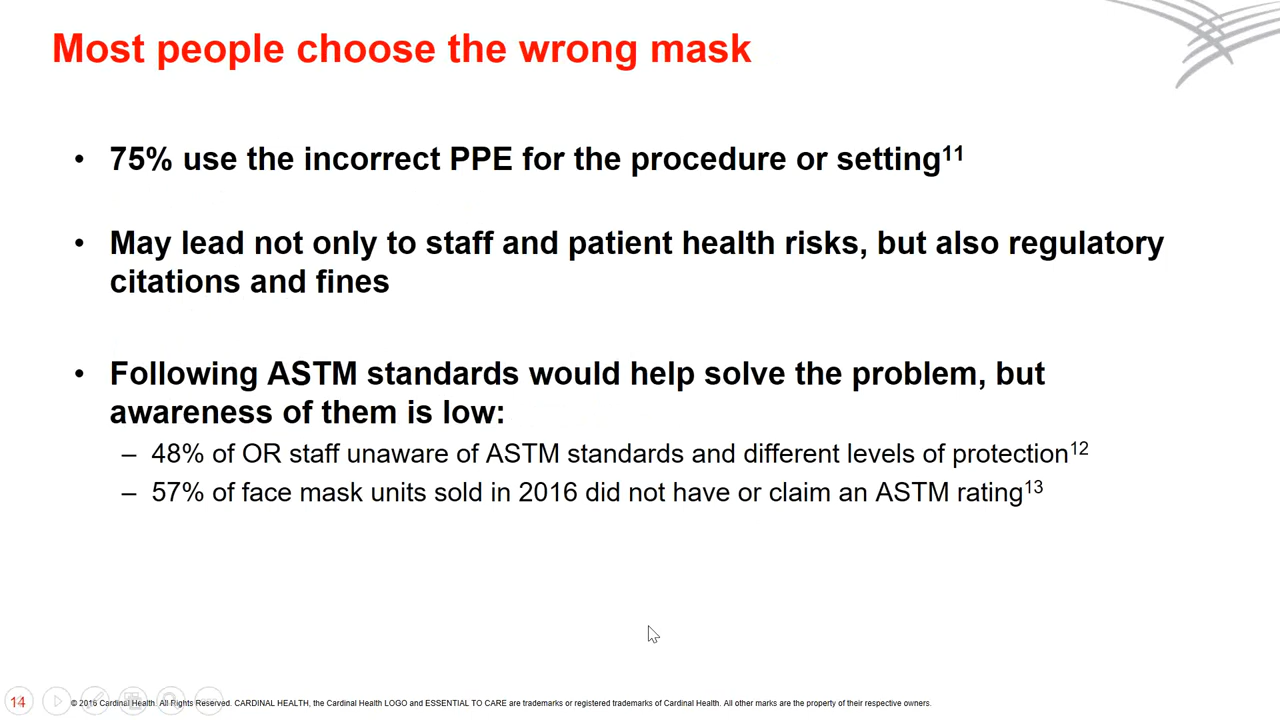 Most people choose the wrong mask
• 75% use the incorrect PPE for the procedure or setting11
• May lead not only to staff and patient health risks, but also regulatory
citations and fines
• Following ASTM standards would help solve the problem, but
awareness of them is low:
– 48% of OR staff unaware of ASTM standards and different levels of protection12
– 57% of face mask units sold in 2016 did not have or claim an ASTM rating13
14
© 2016 Cardinal Health. All Rights Reserved. CARDINAL HEALTH, the Cardinal Health LOGO and ESSENTIAL TO CARE are trademarks or registered trademarks of Cardinal Health. All other marks are the property of their respective owners.